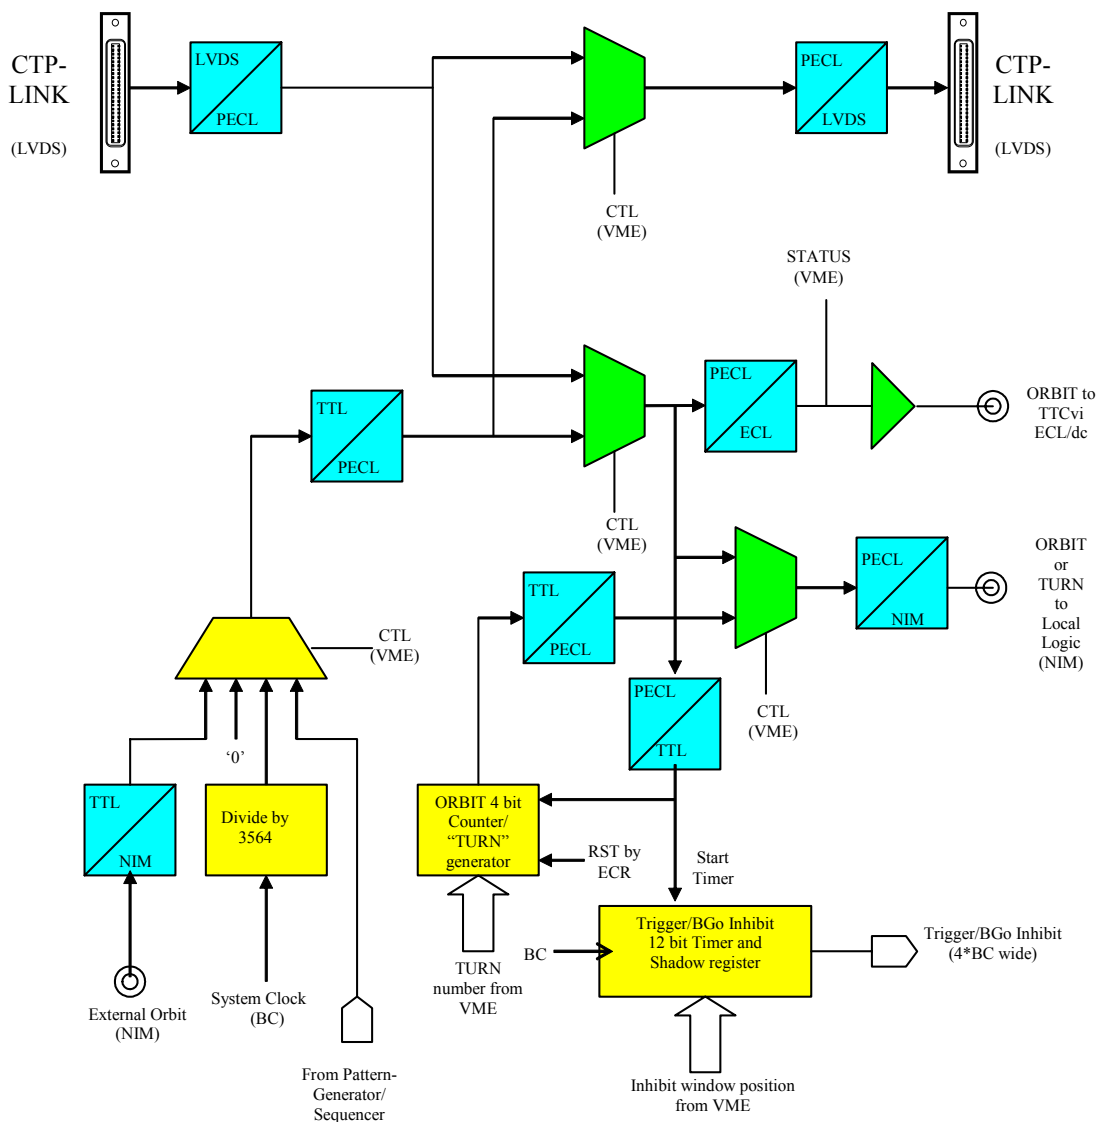 CTP-
LINK
(LVDS)
LVDS
PECL
PECL
LVDS
CTP-
LINK
(LVDS)
CTL
(VME)
STATUS
(VME)
TTL
PECL
PECL
ECL
ORBIT to
TTCvi
ECL/dc
CTL
(VME)
TTL
PECL
PECL
NIM
ORBIT
or
TURN
to
Local
Logic
(NIM)
CTL
(VME)
PECL
TTL
CTL
(VME)
‘0’
TTL
NIM
Divide by
3564
ORBIT 4 bit
Counter/
“TURN”
generator
RST by
ECR
Start
Timer
Trigger/BGo Inhibit
12 bit Timer and
Shadow register
BC
Trigger/BGo Inhibit
(4*BC wide)
TURN
number from
VME
External Orbit
(NIM)
System Clock
(BC)
From Pattern-
Generator/
Sequencer
Inhibit window position
from VME